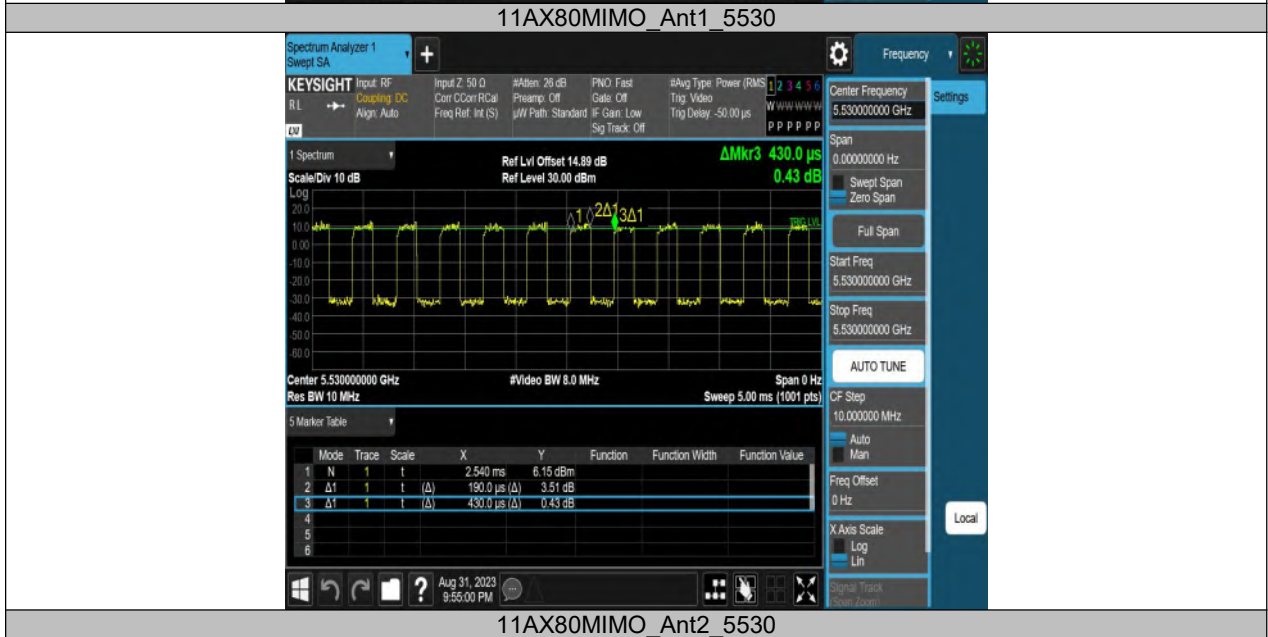 11AX80MIMO_Ant1_5530
Spectrum Analyzer 1
Swept SA
+
Frequency
KEYSIGHT
RL
LXI
Input: RF
Coupling: DC
Align: Auto
Input Z: 50 Ω
Corr CCorr RCal
Freq Ref: Int (S)
#Atten: 26 dB
Preamp: Off
µW Path: Standard
PNO: Fast
Gate: Off
IF Gain: Low
Sig Track: Off
#Avg Type: Power (RMS
Trig: Video
Trig Delay: -50.00 µs
1 2 3 4 5 6
W W W W W W
P P P P P P
1 Spectrum
Scale/Div 10 dB
Ref Lvl Offset 14.89 dB
Ref Level 30.00 dBm
ΔMkr3 430.0 µs
0.43 dB
Log
20.0
10.0
0.00
-10.0
-20.0
-30.0
-40.0
-50.0
-60.0
1
2Δ1
3Δ1
TRIG LVL
Center 5.530000000 GHz
Res BW 10 MHz
#Video BW 8.0 MHz
Span 0 Hz
Sweep 5.00 ms (1001 pts)
5 Marker Table
Mode Trace Scale X Y Function Function Width Function Value
1 N 1 t 2.540 ms 6.15 dBm
2 Δ1 1 t (Δ) 190.0 µs (Δ) 3.51 dB
3 Δ1 1 t (Δ) 430.0 µs (Δ) 0.43 dB
4
5
6
?
Aug 31, 2023
9:55:00 PM
Center Frequency
5.530000000 GHz
Settings
Span
0.00000000 Hz
Swept Span
Zero Span
Full Span
Start Freq
5.530000000 GHz
Stop Freq
5.530000000 GHz
AUTO TUNE
CF Step
10.000000 MHz
Auto
Man
Freq Offset
0 Hz
X Axis Scale
Log
Lin
Local
Signal Track
(Span Zoom)
11AX80MIMO_Ant2_5530